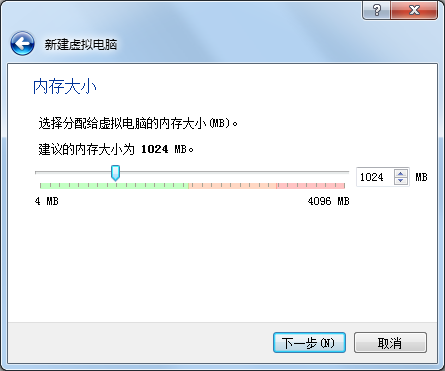 新建虚拟电脑
内存大小
选择分配给虚拟电脑的内存大小(MB)。
建议的内存大小为 1024 MB。
1024 MB
4 MB 4096 MB
下一步(N) 取消